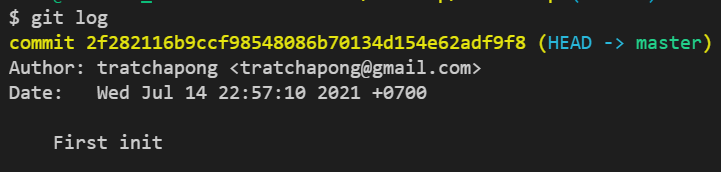 $ git log
commit 2f282116b9ccf98548086b70134d154e62adf9f8 (HEAD -> master)
Author: tratchapong <tratchapong@gmail.com>
Date:   Wed Jul 14 22:57:10 2021 +0700
    First init